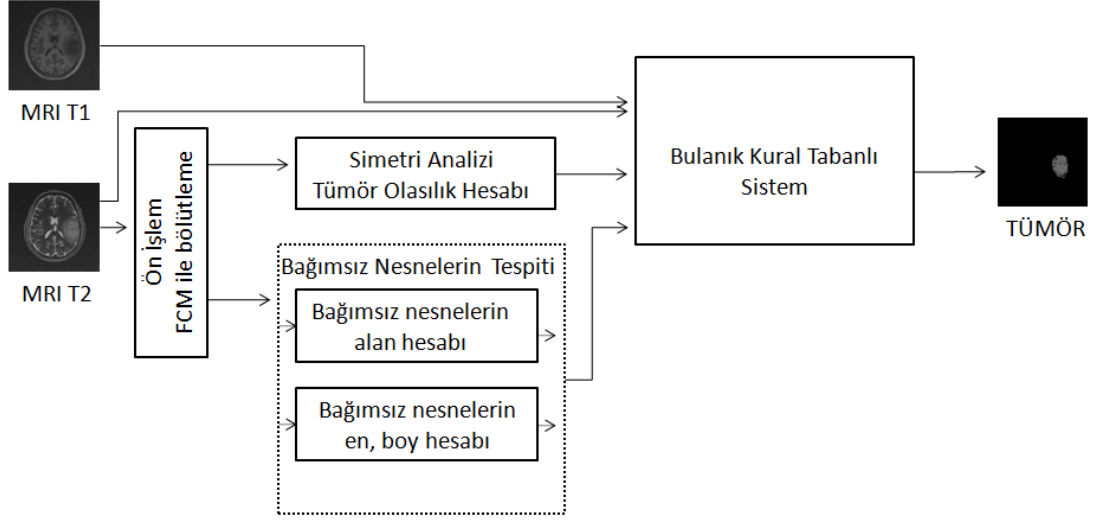 MRI T1
MRI T2
Ön İşlem
FCM ile bölütleme
Simetri Analizi
Tümör Olasılık Hesabı
Bağımsız Nesnelerin Tespiti
Bağımsız nesnelerin
alan hesabı
Bağımsız nesnelerin
en, boy hesabı
Bulanık Kural Tabanlı
Sistem
TÜMÖR